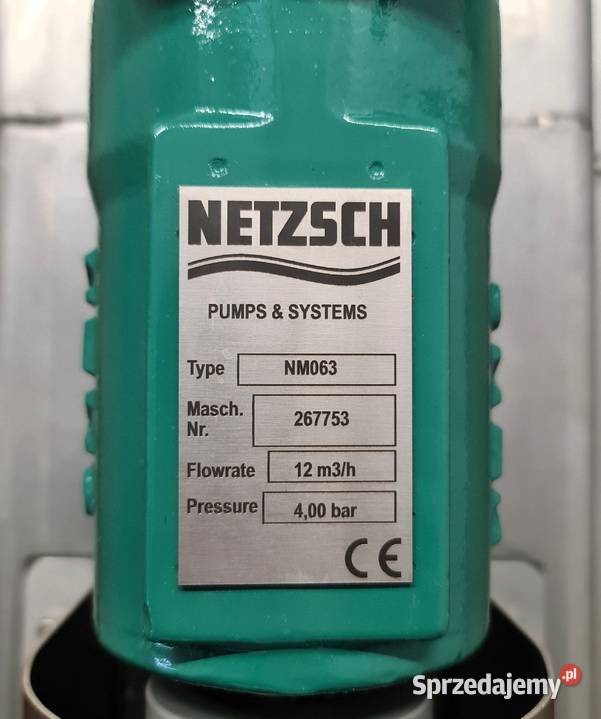 NETZSCH
PUMPS & SYSTEMS
Type NM063
Masch. Nr. 267753
Flowrate 12 m3/h
Pressure 4,00 bar
CE
Sprzedajemy.pl